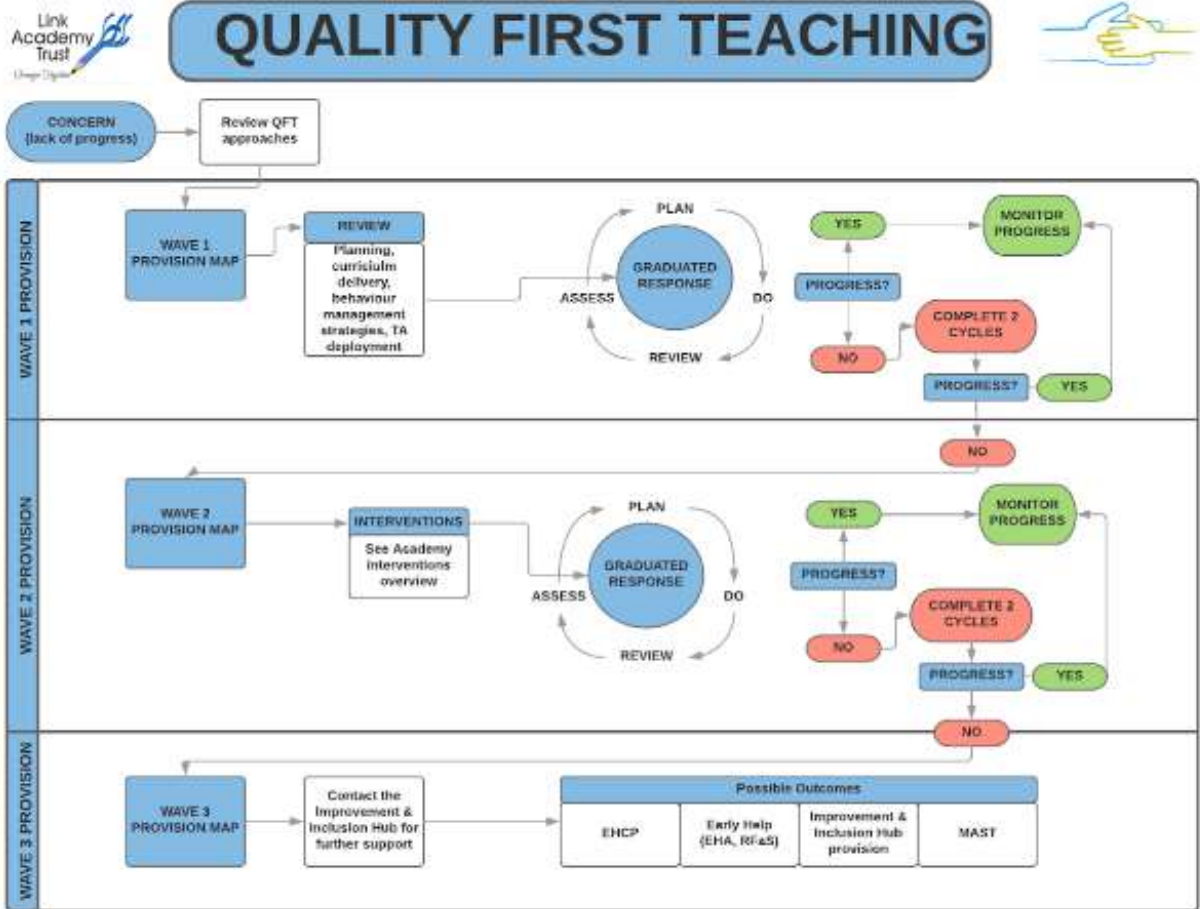 Link
Academy
Trust
QUALITY FIRST TEACHING
CONCERN
(lack of progress)
Review QFT
approaches
WAVE 1 PROVISION
WAVE 1
PROVISION MAP
REVIEW
Planning,
curriciulm
delivery,
behaviour
management
strategies, TA
deployment
PLAN
GRADUATED
RESPONSE
ASSESS
DO
REVIEW
YES
MONITOR
PROGRESS
PROGRESS?
COMPLETE 2
CYCLES
NO
PROGRESS?
YES
NO
WAVE 2 PROVISION
WAVE 2
PROVISION MAP
INTERVENTIONS
See Academy
interventions
overview
PLAN
GRADUATED
RESPONSE
ASSESS
DO
REVIEW
YES
MONITOR
PROGRESS
PROGRESS?
COMPLETE 2
CYCLES
NO
PROGRESS?
YES
NO
WAVE 3 PROVISION
WAVE 3
PROVISION MAP
Contact the
Improvement &
Inclusion Hub for
further support
Possible Outcomes
EHCP
Early Help
(EHA, RF&S)
Improvement &
Inclusion Hub
provision
MAST